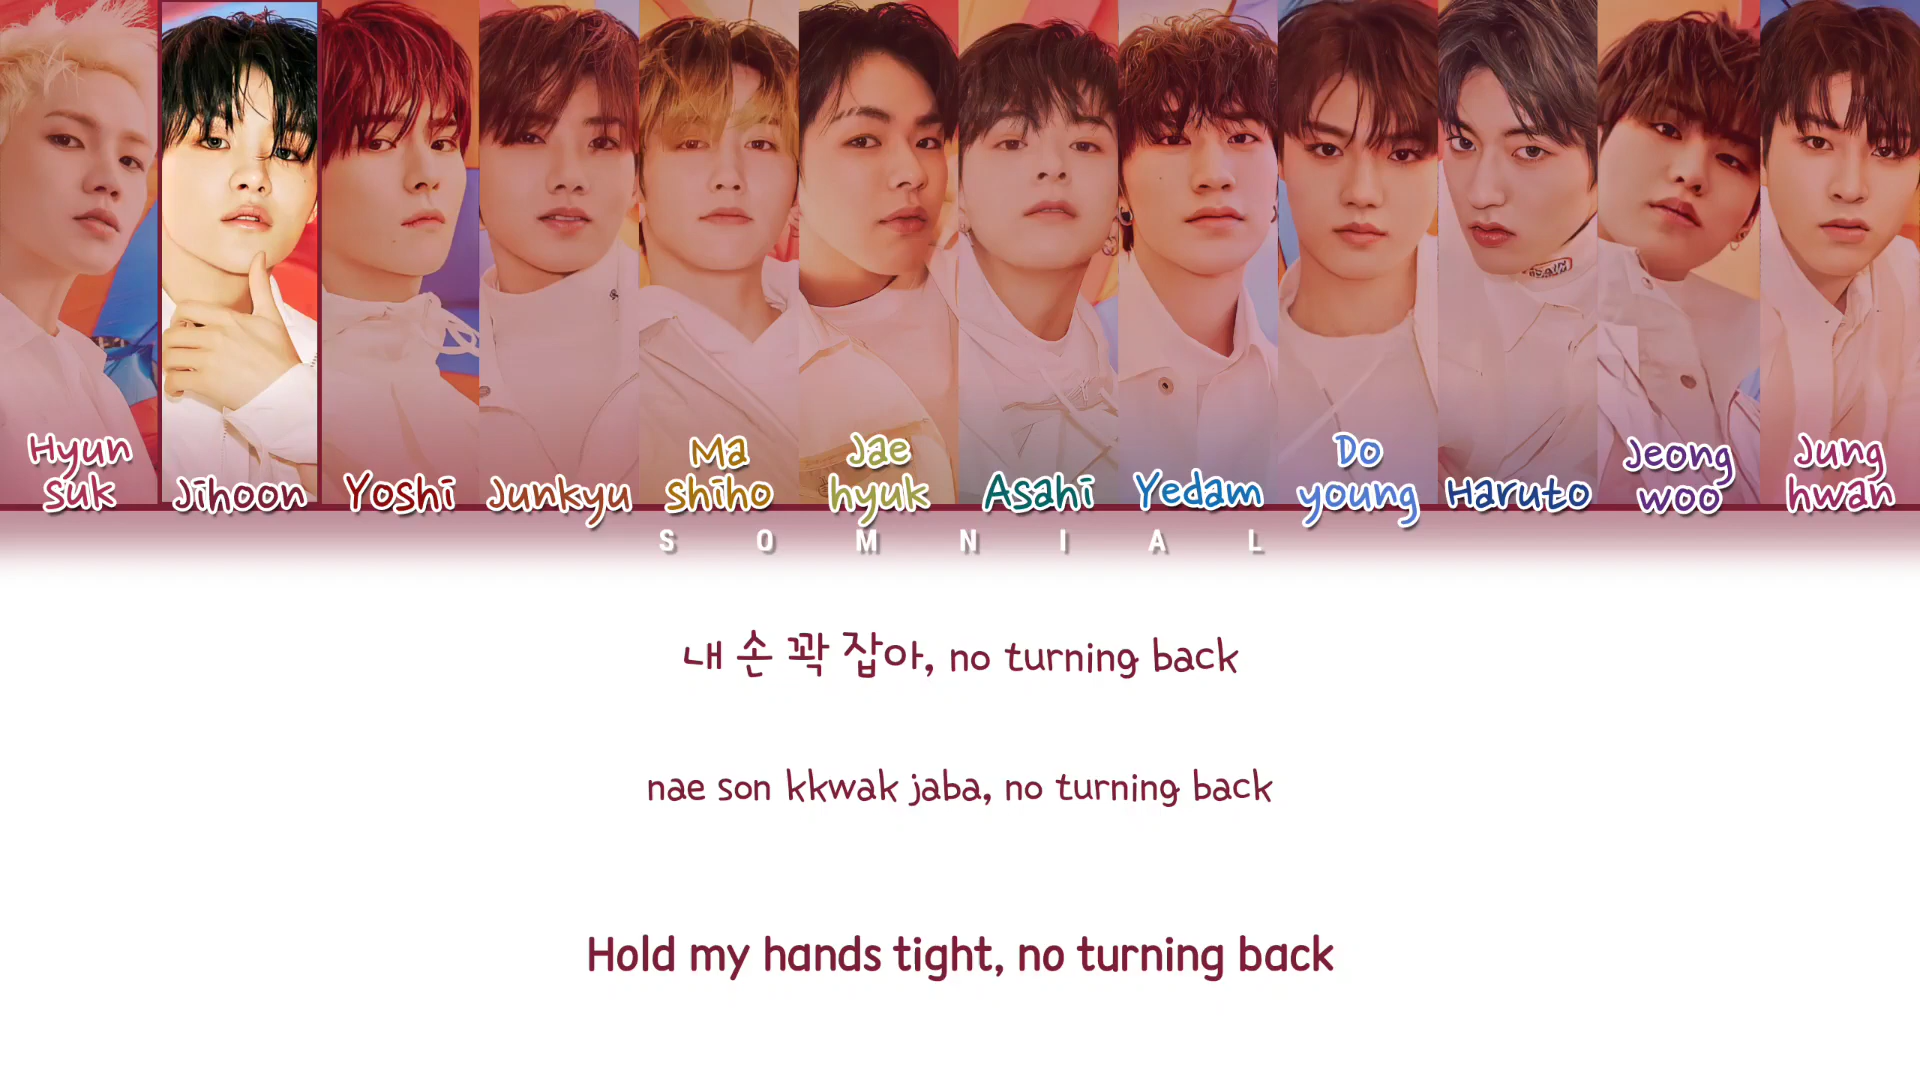 Hyun
suk
Jihoon
Yoshi
Junkyu
Ma
shiho
Jae
hyuk
Asahi
Yedam
Do
young
Haruto
Jeong
woo
Jung
hwan
SOMNIAL
내 손 꽉 잡아, no turning back
nae son kkwak jaba, no turning back
Hold my hands tight, no turning back